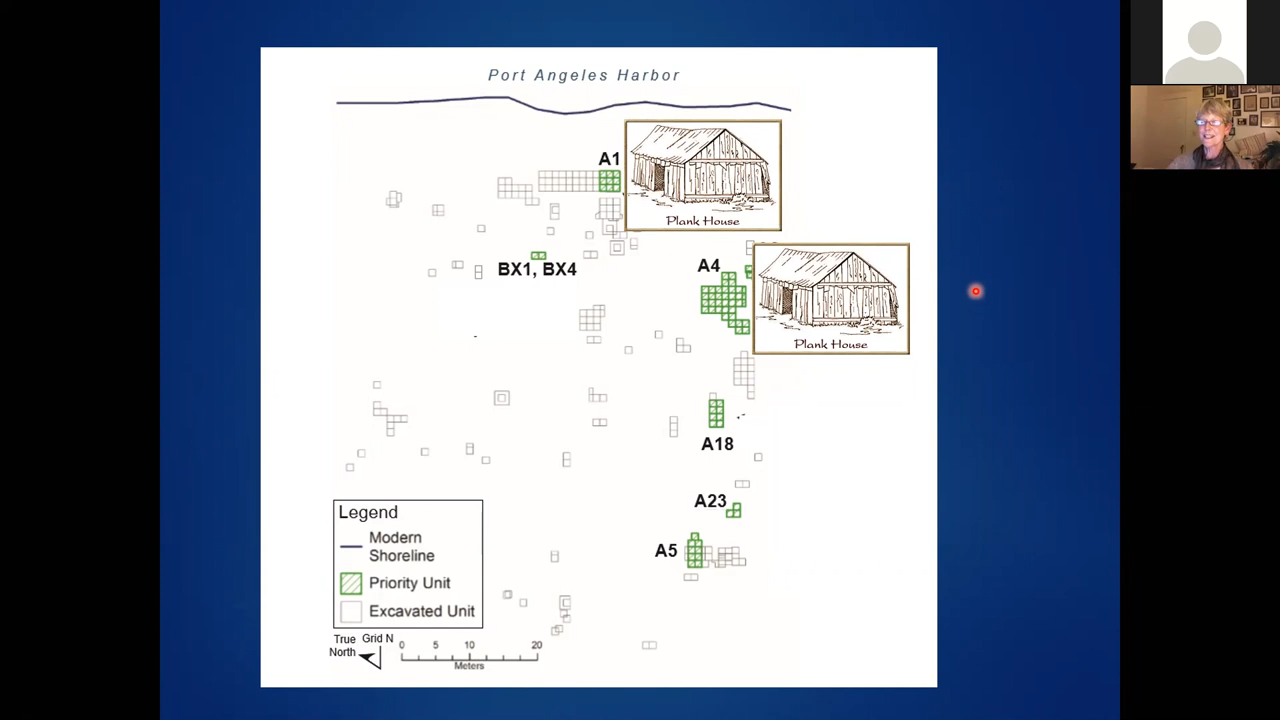 Port Angeles Harbor
A1
Plank House
BX1, BX4
A4
Plank House
A18
A23
A5
Legend
Modern
Shoreline
Priority Unit
Excavated Unit
True
North
Grid N
0 5 10 20
Meters